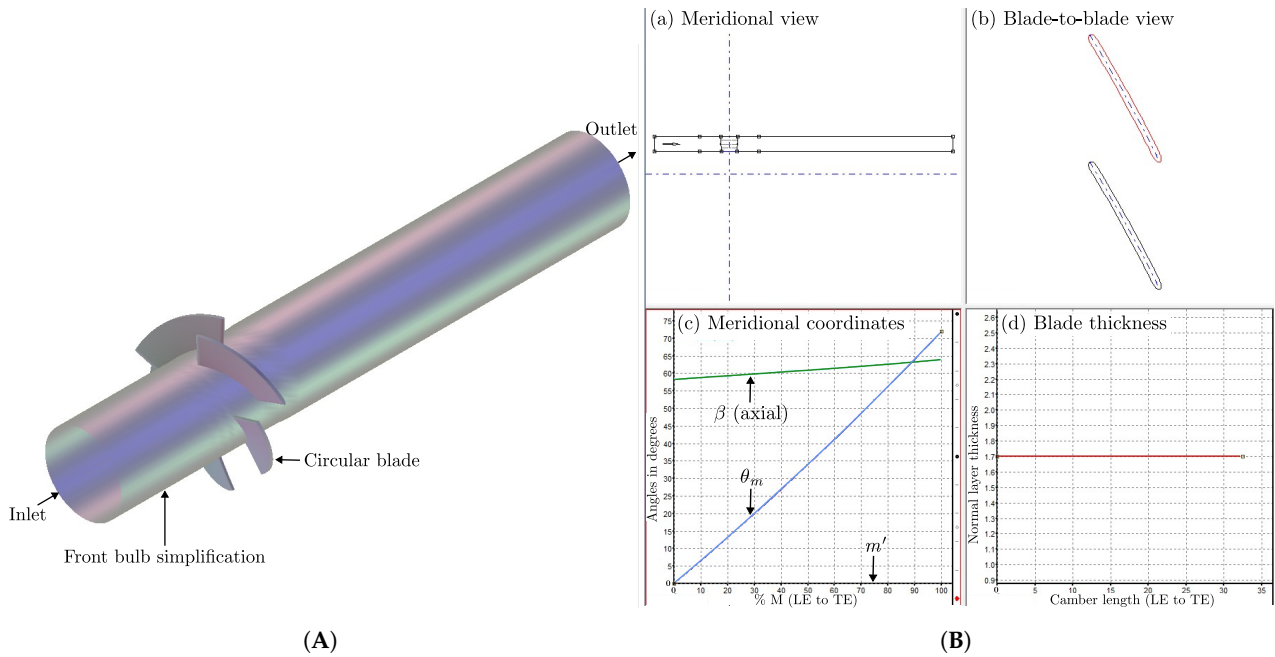 Outlet
Circular blade
Inlet
Front bulb simplification
(A)
(a) Meridional view
(b) Blade-to-blade view
(c) Meridional coordinates
Angles in degrees
75
70
65
60
55
50
45
40
35
30
25
20
15
10
5
0
β (axial)
θm
m′
0 10 20 30 40 50 60 70 80 90 100
% M (LE to TE)
(d) Blade thickness
Normal layer thickness
2.6
2.5
2.4
2.3
2.2
2.1
2.0
1.9
1.8
1.7
1.6
1.5
1.4
1.3
1.2
1.1
1.0
0.9
0 5 10 15 20 25 30 35
Camber length (LE to TE)
(B)